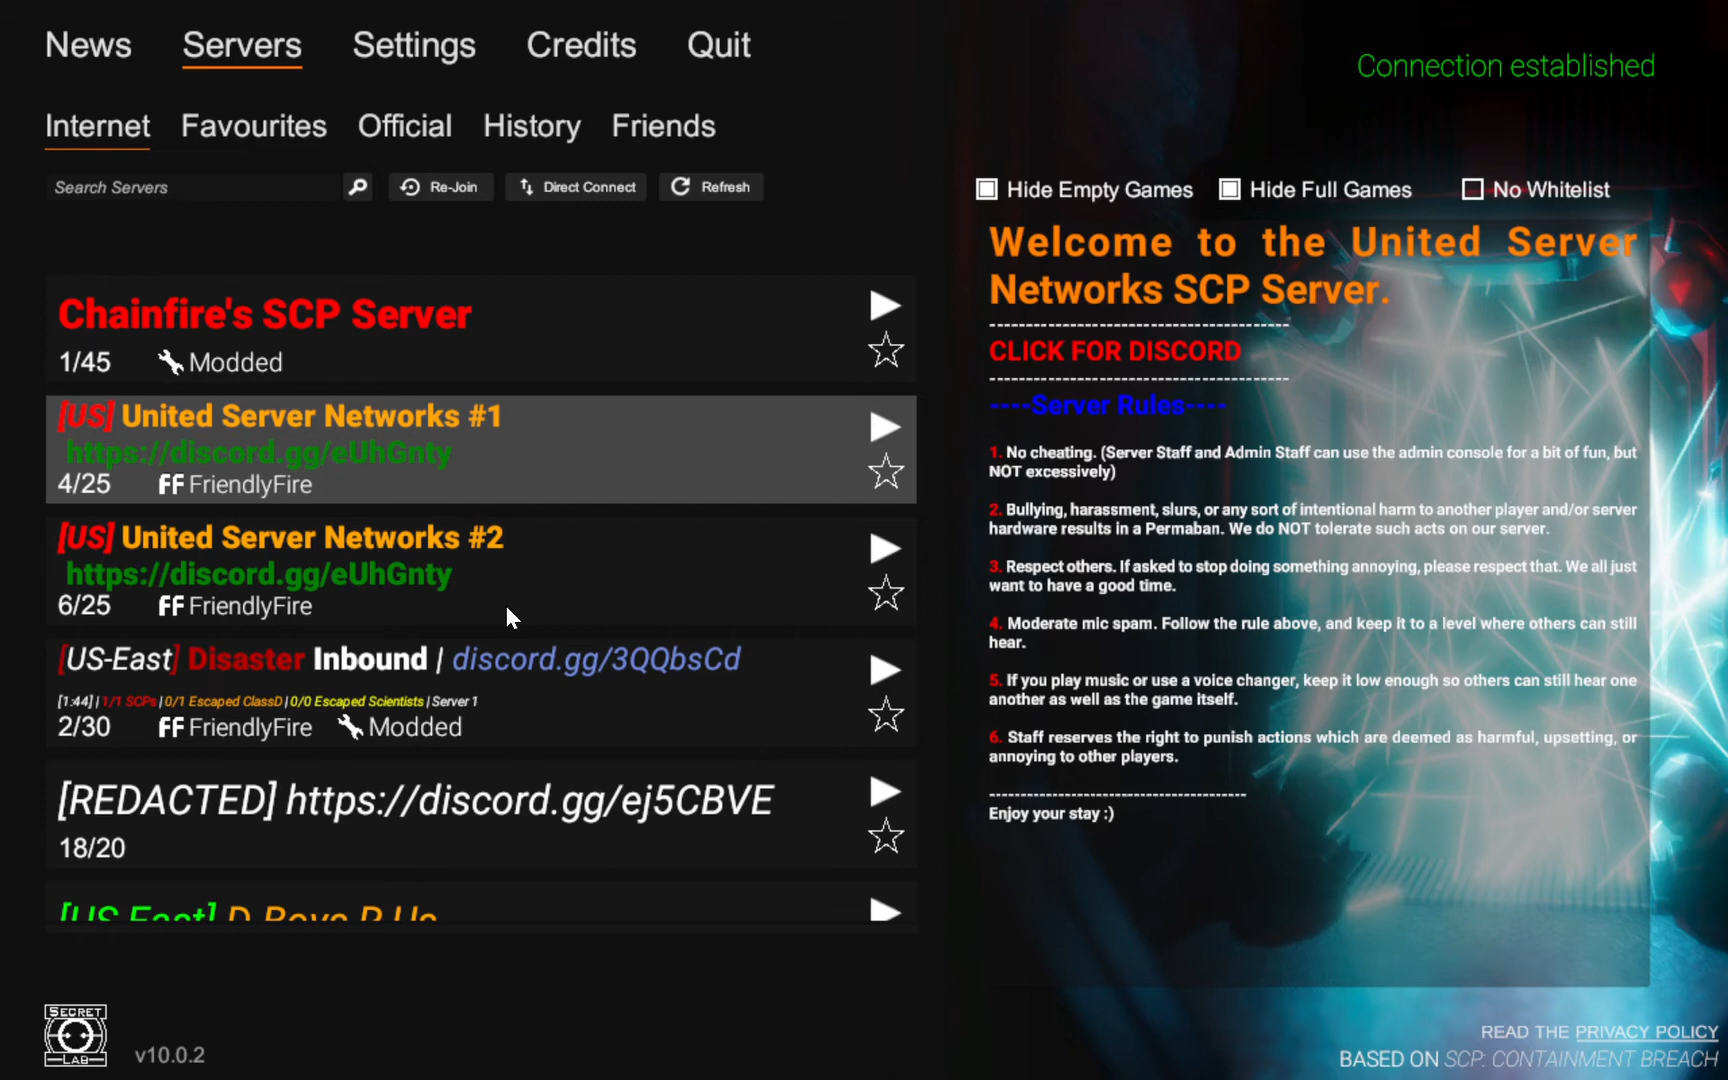 News Servers Settings Credits Quit
Connection established
Internet Favourites Official History Friends
Search Servers Re-Join Direct Connect Refresh
Hide Empty Games Hide Full Games No Whitelist
Chainfire's SCP Server
1/45 Modded
[US] United Server Networks #1
https://discord.gg/eUhGnty
4/25 FF FriendlyFire
[US] United Server Networks #2
https://discord.gg/eUhGnty
6/25 FF FriendlyFire
[US-East] Disaster Inbound | discord.gg/3QQbsCd
[1:44] | 1/1 SCPs | 0/1 Escaped ClassD | 0/0 Escaped Scientists | Server 1
2/30 FF FriendlyFire Modded
[REDACTED] https://discord.gg/ej5CBVE
18/20
[US East] D-Boys R Us
Welcome to the United Server
Networks SCP Server.
----------------------------------------
CLICK FOR DISCORD
----------------------------------------
----Server Rules----
1. No cheating. (Server Staff and Admin Staff can use the admin console for a bit of fun, but
NOT excessively)
2. Bullying, harassment, slurs, or any sort of intentional harm to another player and/or server
hardware results in a Permaban. We do NOT tolerate such acts on our server.
3. Respect others. If asked to stop doing something annoying, please respect that. We all just
want to have a good time.
4. Moderate mic spam. Follow the rule above, and keep it to a level where others can still
hear.
5. If you play music or use a voice changer, keep it low enough so others can still hear one
another as well as the game itself.
6. Staff reserves the right to punish actions which are deemed as harmful, upsetting, or
annoying to other players.
----------------------------------------
Enjoy your stay :)
SECRET
LAB
v10.0.2
READ THE PRIVACY POLICY
BASED ON SCP: CONTAINMENT BREACH